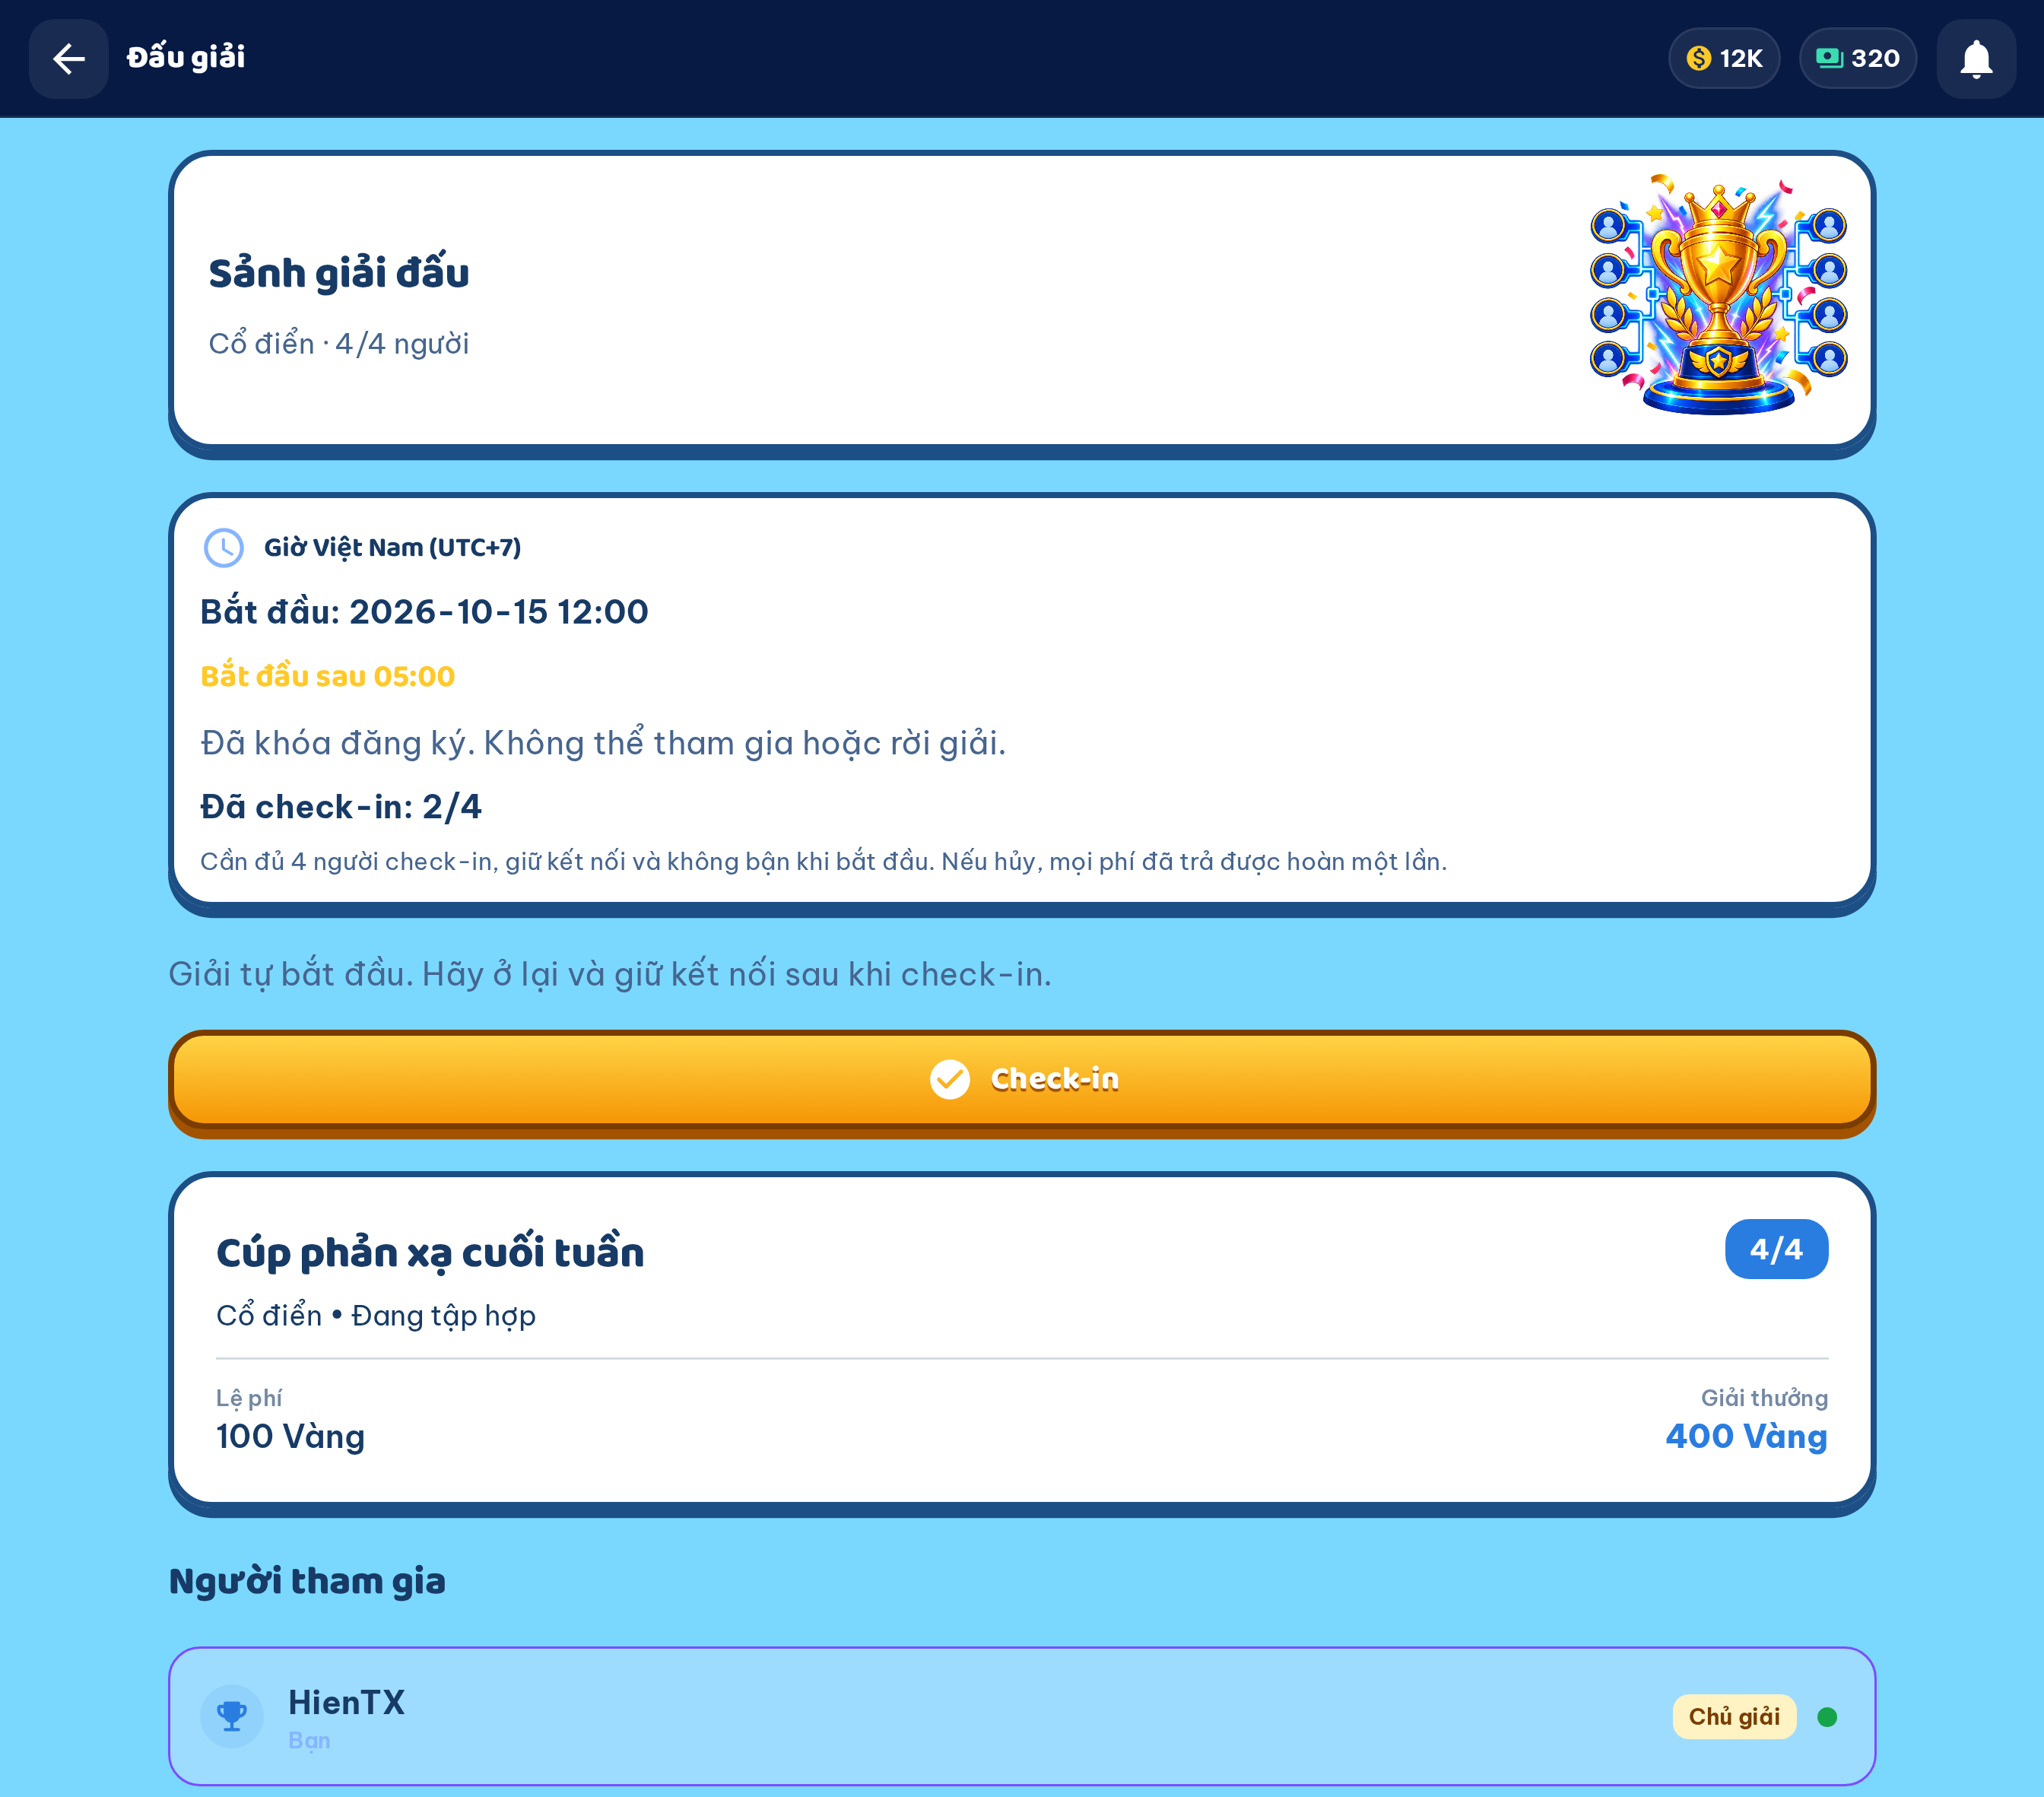 Đấu giải
12K
320
Sảnh giải đấu
Cổ điển · 4/4 người
Giờ Việt Nam (UTC+7)
Bắt đầu: 2026-10-15 12:00
Bắt đầu sau 05:00
Đã khóa đăng ký. Không thể tham gia hoặc rời giải.
Đã check-in: 2/4
Cần đủ 4 người check-in, giữ kết nối và không bận khi bắt đầu. Nếu hủy, mọi phí đã trả được hoàn một lần.
Giải tự bắt đầu. Hãy ở lại và giữ kết nối sau khi check-in.
Check-in
Cúp phản xạ cuối tuần
4/4
Cổ điển • Đang tập hợp
Lệ phí
Giải thưởng
100 Vàng
400 Vàng
Người tham gia
HienTX
Bạn
Chủ giải